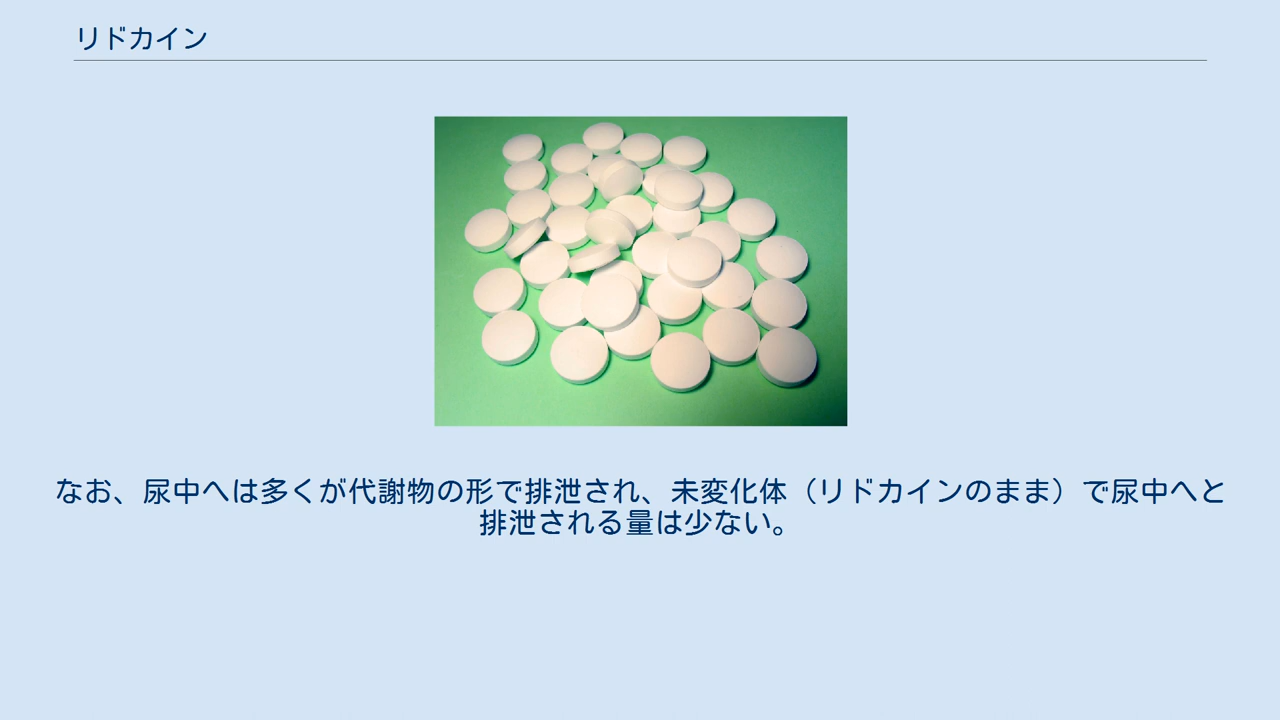 リドカイン
なお、尿中へは多くが代謝物の形で排泄され、未変化体（リドカインのまま）で尿中へと
排泄される量は少ない。